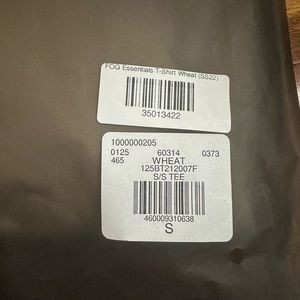 FOG Essentials T-Shirt Wheat (SS22)
35013422
1000000205
0125 60314 0373
465 WHEAT
125BT212007F
S/S TEE
460009310638
S